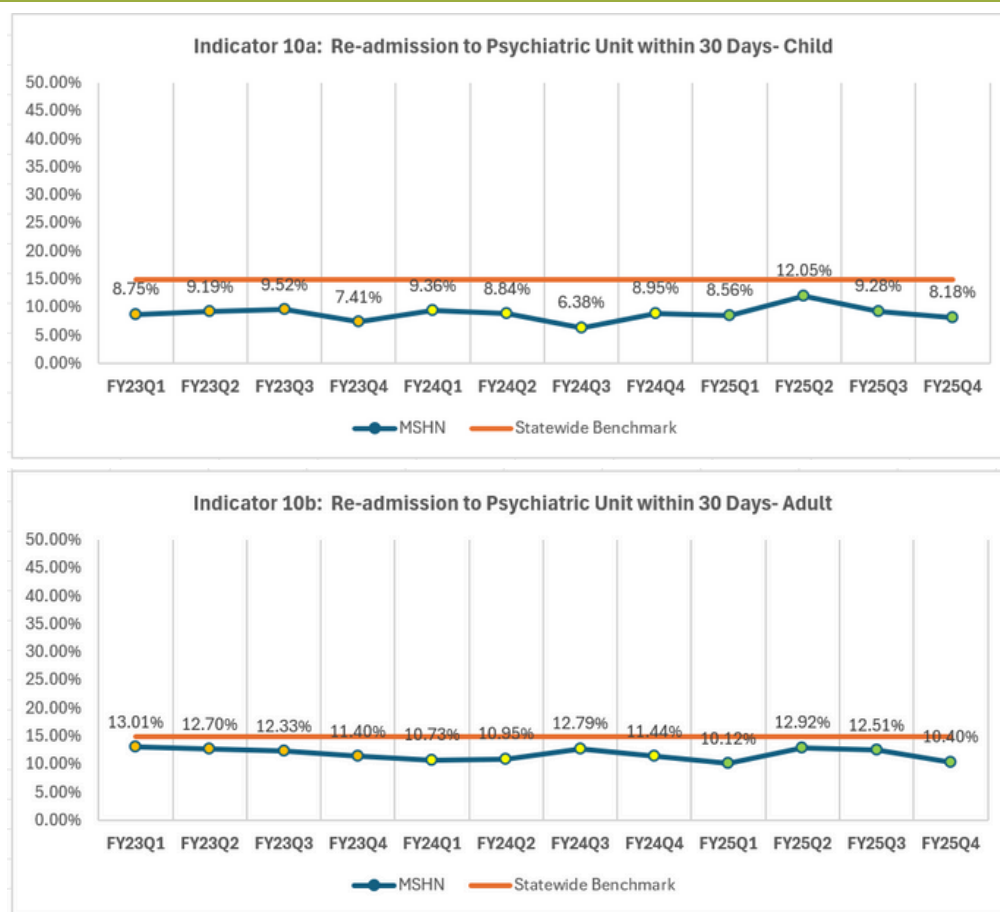 Indicator 10a: Re-admission to Psychiatric Unit within 30 Days- Child
50.00%
45.00%
40.00%
35.00%
30.00%
25.00%
20.00%
15.00%
10.00%
5.00%
0.00%
8.75% 9.19% 9.52% 7.41% 9.36% 8.84% 6.38% 8.95% 8.56% 12.05% 9.28% 8.18%
FY23Q1 FY23Q2 FY23Q3 FY23Q4 FY24Q1 FY24Q2 FY24Q3 FY24Q4 FY25Q1 FY25Q2 FY25Q3 FY25Q4
MSHN Statewide Benchmark
Indicator 10b: Re-admission to Psychiatric Unit within 30 Days- Adult
50.00%
45.00%
40.00%
35.00%
30.00%
25.00%
20.00%
15.00%
10.00%
5.00%
0.00%
13.01% 12.70% 12.33% 11.40% 10.73% 10.95% 12.79% 11.44% 10.12% 12.92% 12.51% 10.40%
FY23Q1 FY23Q2 FY23Q3 FY23Q4 FY24Q1 FY24Q2 FY24Q3 FY24Q4 FY25Q1 FY25Q2 FY25Q3 FY25Q4
MSHN Statewide Benchmark